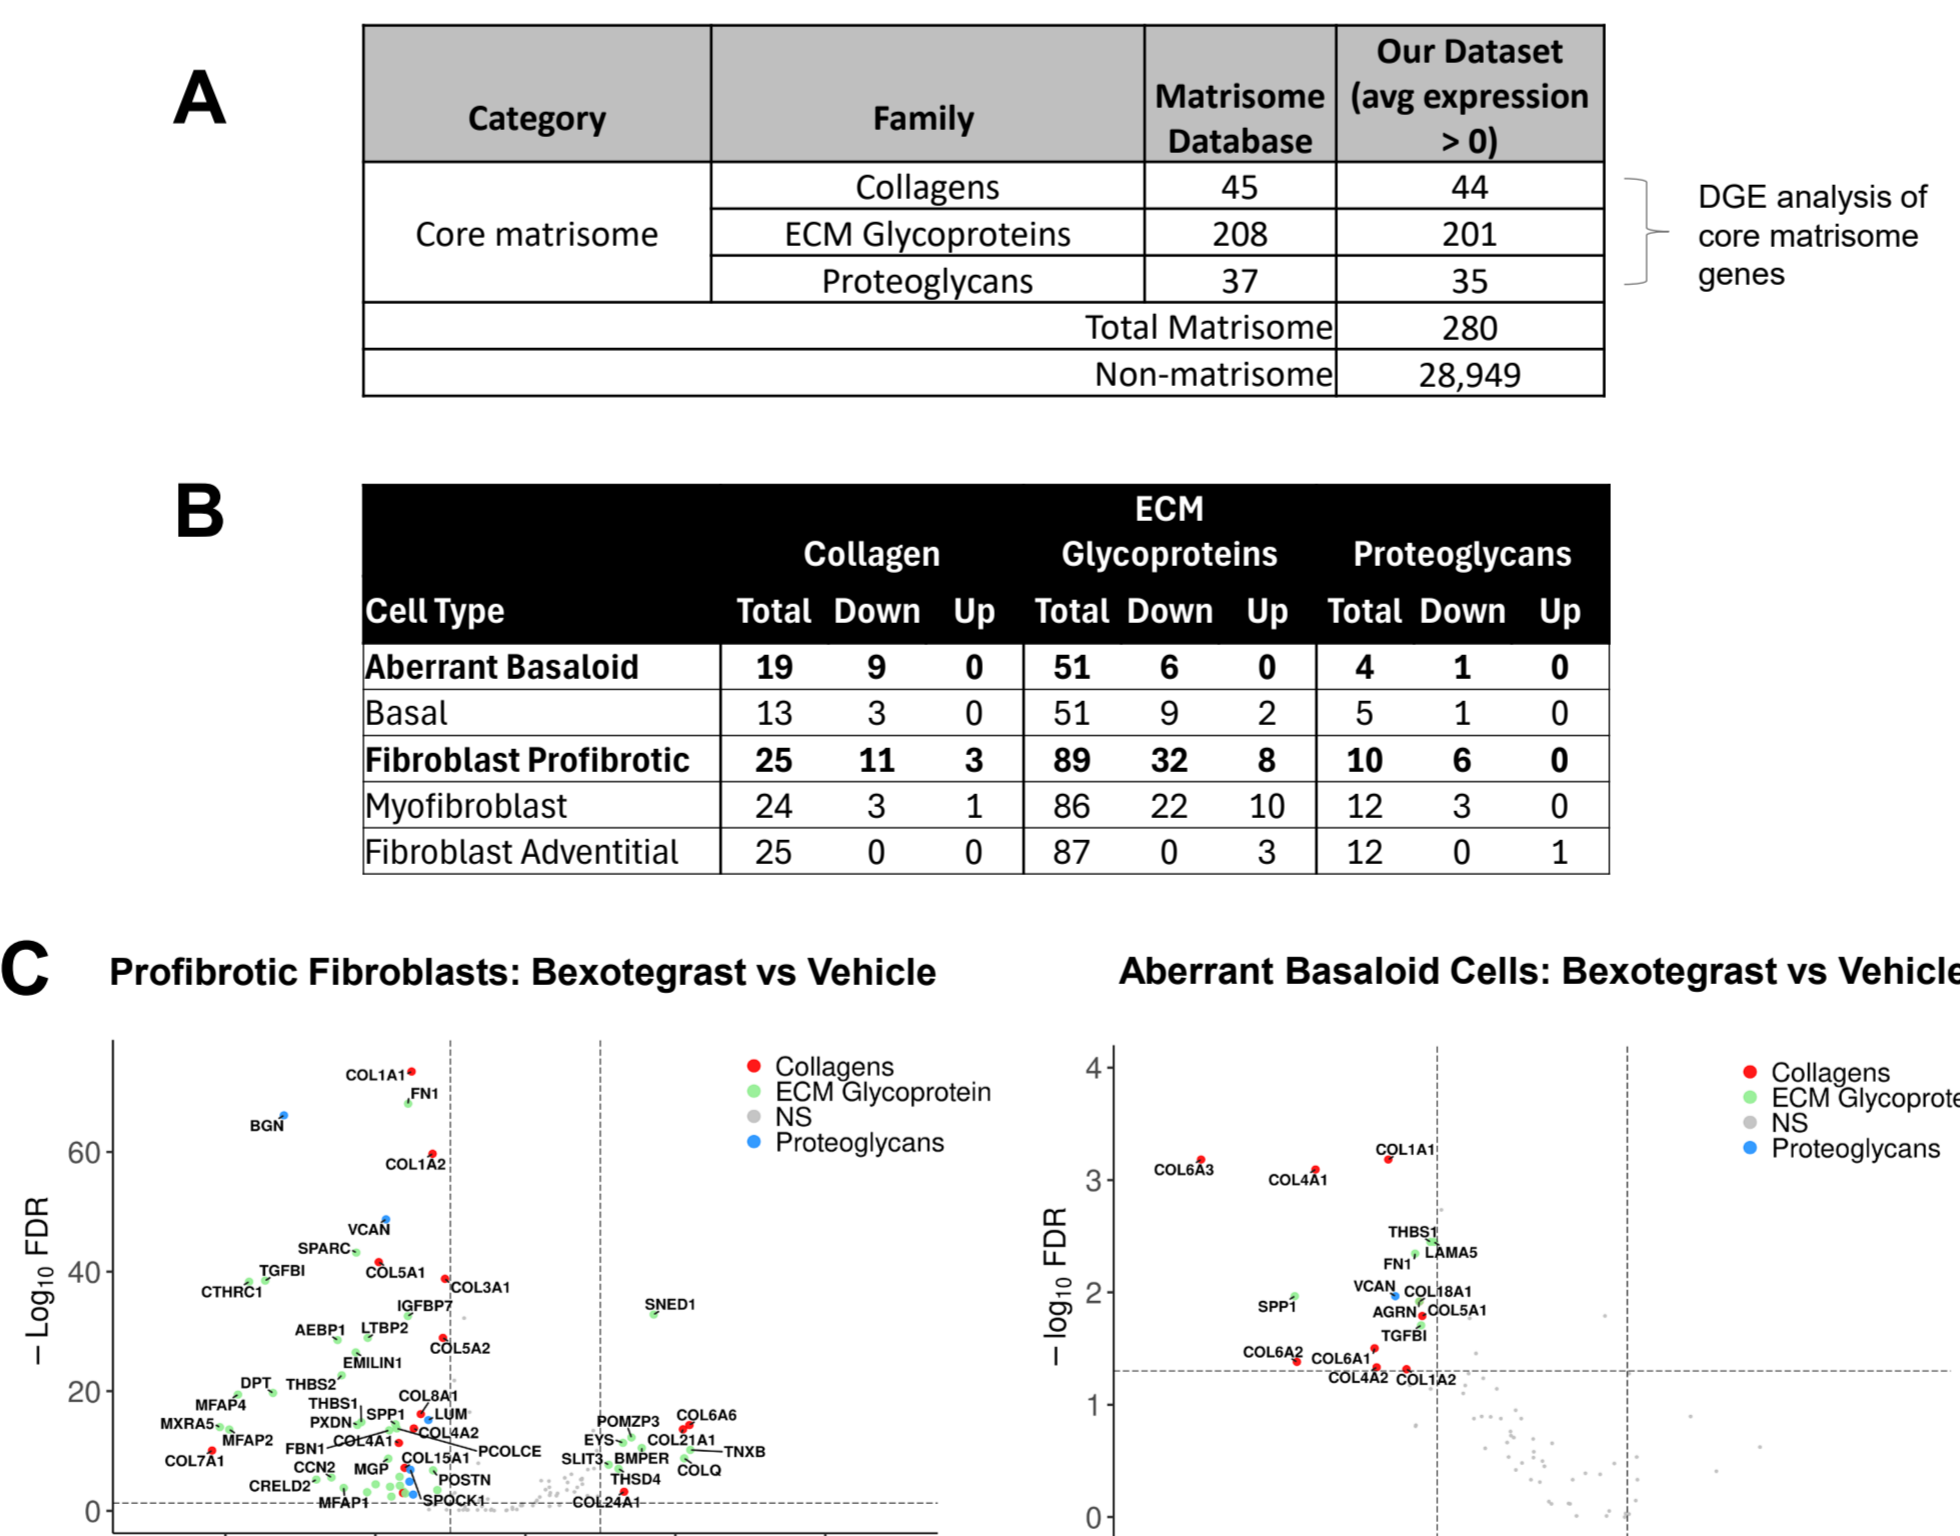 A
Category Family Matrisome Database Our Dataset (avg expression > 0)
Core matrisome
Collagens 45 44
ECM Glycoproteins 208 201
Proteoglycans 37 35
Total Matrisome 280
Non-matrisome 28,949
DGE analysis of
core matrisome
genes
B
Collagen ECM Glycoproteins Proteoglycans
Cell Type Total Down Up Total Down Up Total Down Up
Aberrant Basaloid 19 9 0 51 6 0 4 1 0
Basal 13 3 0 51 9 2 5 1 0
Fibroblast Profibrotic 25 11 3 89 32 8 10 6 0
Myofibroblast 24 3 1 86 22 10 12 3 0
Fibroblast Adventitial 25 0 0 87 0 3 12 0 1
C
Profibrotic Fibroblasts: Bexotegrast vs Vehicle
− Log10 FDR
60
40
20
0
Collagens
ECM Glycoprotein
NS
Proteoglycans
COL1A1
FN1
BGN
COL1A2
VCAN
SPARC
COL5A1
TGFBI
CTHRC1
COL3A1
IGFBP7
SNED1
AEBP1
LTBP2
COL5A2
EMILIN1
DPT
THBS2
MFAP4
COL8A1
THBS1
SPP1
LUM
MXRA5
PXDN
COL4A2
MFAP2
COL4A1
FBN1
PCOLCE
COL7A1
COL15A1
CCN2
MGP
POSTN
CRELD2
MFAP1
SPOCK1
POMZP3
COL6A6
EYS
COL21A1
TNXB
SLIT3
BMPER
COLQ
THSD4
COL24A1
Aberrant Basaloid Cells: Bexotegrast vs Vehicle
− log10 FDR
4
3
2
1
0
Collagens
ECM Glycoprote
NS
Proteoglycans
COL1A1
COL6A3
COL4A1
THBS1
LAMA5
FN1
VCAN
COL18A1
SPP1
AGRN
COL5A1
TGFBI
COL6A2
COL6A1
COL4A2
COL1A2